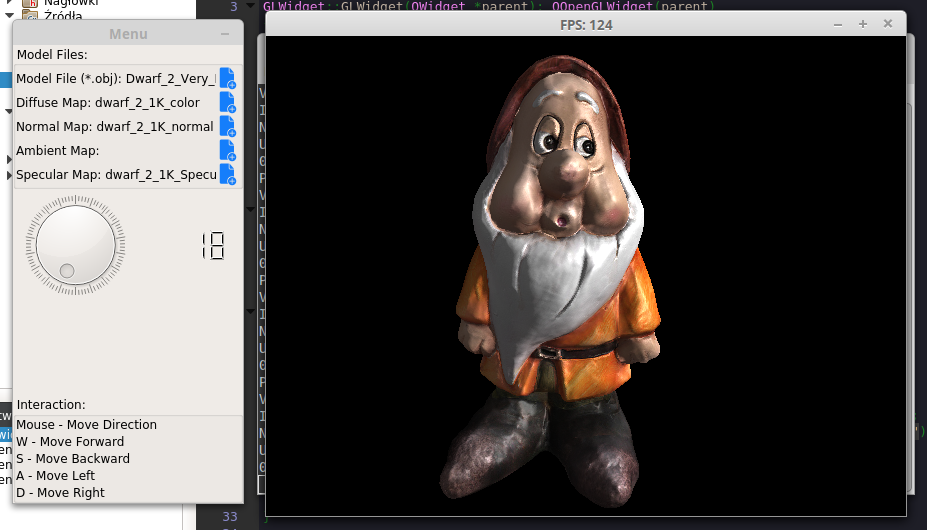 Nagłówki
Źródła
3
GLWidget::GLWidget(QWidget *parent): QOpenGLWidget(parent)
Menu
Model Files:
Model File (*.obj): Dwarf_2_Very_
Diffuse Map: dwarf_2_1K_color
Normal Map: dwarf_2_1K_normal
Ambient Map:
Specular Map: dwarf_2_1K_Specu
18
Interaction:
Mouse - Move Direction
W - Move Forward
S - Move Backward
A - Move Left
D - Move Right
FPS: 124
33